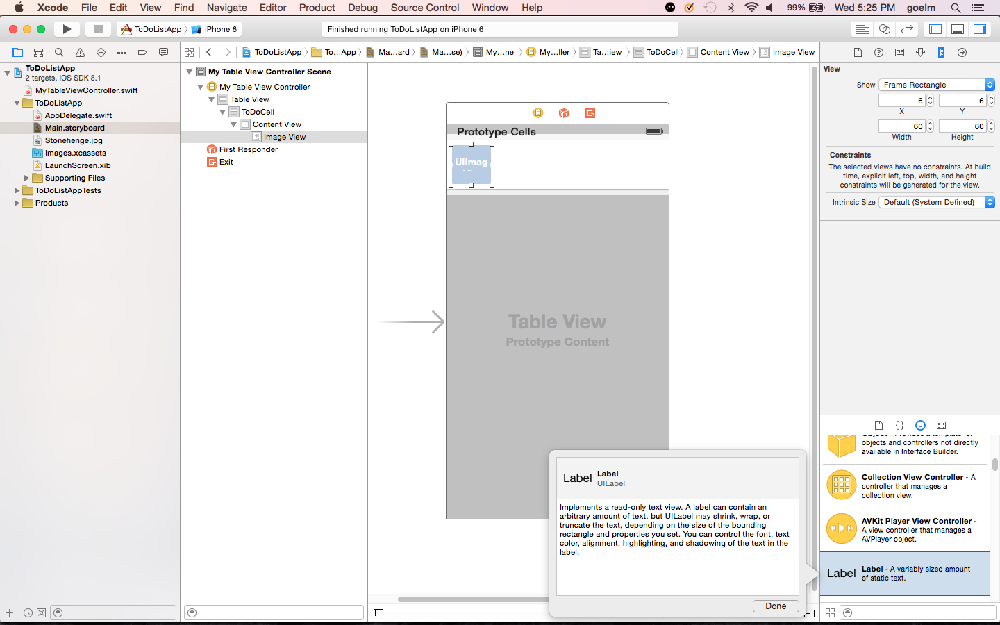 Xcode File Edit View Find Navigate Editor Product Debug Source Control Window Help 99% Wed 5:25 PM goelm
ToDoListApp iPhone 6 Finished running ToDoListApp on iPhone 6
ToDoListApp To...App Ma...ard Ma...se) My...ne My...ller Ta...iew ToDoCell Content View Image View
ToDoListApp
2 targets, iOS SDK 8.1
MyTableViewController.swift
ToDoListApp
AppDelegate.swift
Main.storyboard
Stonehenge.jpg
Images.xcassets
LaunchScreen.xib
Supporting Files
ToDoListAppTests
Products
My Table View Controller Scene
My Table View Controller
Table View
ToDoCell
Content View
Image View
First Responder
Exit
Prototype Cells
UIImag
Table View
Prototype Content
Label
Label
UILabel
Implements a read-only text view. A label can contain an
arbitrary amount of text, but UILabel may shrink, wrap, or
truncate the text, depending on the size of the bounding
rectangle and properties you set. You can control the font, text
color, alignment, highlighting, and shadowing of the text in the
label.
Done
View
Show Frame Rectangle
6 6
X Y
60 60
Width Height
Constraints
The selected views have no constraints. At build
time, explicit left, top, width, and height
constraints will be generated for the view.
Intrinsic Size Default (System Defined)
Object - Provides a template for
objects and controllers not directly
available in Interface Builder.
Collection View Controller - A
controller that manages a
collection view.
AVKit Player View Controller -
A view controller that manages a
AVPlayer object.
Label
Label - A variably sized amount
of static text.